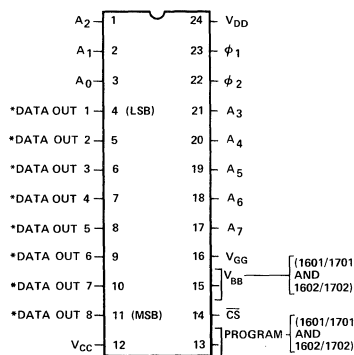 A2 1 24 VDD
A1 2 23 ϕ1
A0 3 22 ϕ2
*DATA OUT 1 4 (LSB) 21 A3
*DATA OUT 2 5 20 A4
*DATA OUT 3 6 19 A5
*DATA OUT 4 7 18 A6
*DATA OUT 5 8 17 A7
*DATA OUT 6 9 16 VGG
*DATA OUT 7 10 15 VBB (1601/1701 AND 1602/1702)
*DATA OUT 8 11 (MSB) 14 CS
VCC 12 13 PROGRAM (1601/1701 AND 1602/1702)